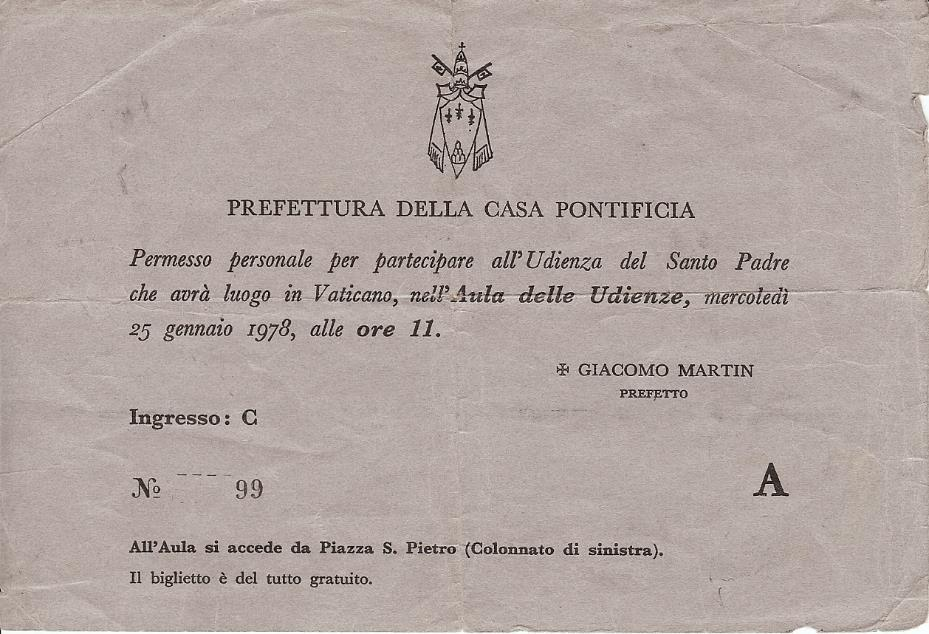 PREFETTURA DELLA CASA PONTIFICIA
Permesso personale per partecipare all'Udienza del Santo Padre
che avrà luogo in Vaticano, nell'Aula delle Udienze, mercoledì
25 gennaio 1978, alle ore 11.
✠ GIACOMO MARTIN
PREFETTO
Ingresso: C
Nº 99
A
All'Aula si accede da Piazza S. Pietro (Colonnato di sinistra).
Il biglietto è del tutto gratuito.